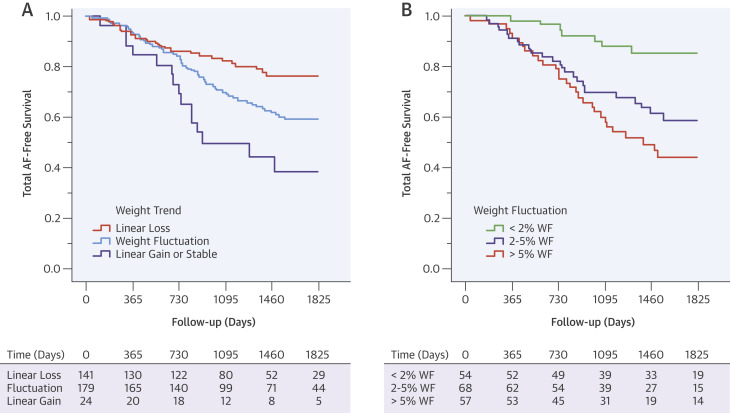 A
Total AF-Free Survival
1.0
0.8
0.6
0.4
0.2
0.0
Weight Trend
Linear Loss
Weight Fluctuation
Linear Gain or Stable
0 365 730 1095 1460 1825
Follow-up (Days)
Time (Days) 0 365 730 1095 1460 1825
Linear Loss 141 130 122 80 52 29
Fluctuation 179 165 140 99 71 44
Linear Gain 24 20 18 12 8 5
B
Total AF-Free Survival
1.0
0.8
0.6
0.4
0.2
0.0
Weight Fluctuation
< 2% WF
2-5% WF
> 5% WF
0 365 730 1095 1460 1825
Follow-up (Days)
Time (Days) 0 365 730 1095 1460 1825
< 2% WF 54 52 49 39 33 19
2-5% WF 68 62 54 39 27 15
> 5% WF 57 53 45 31 19 14